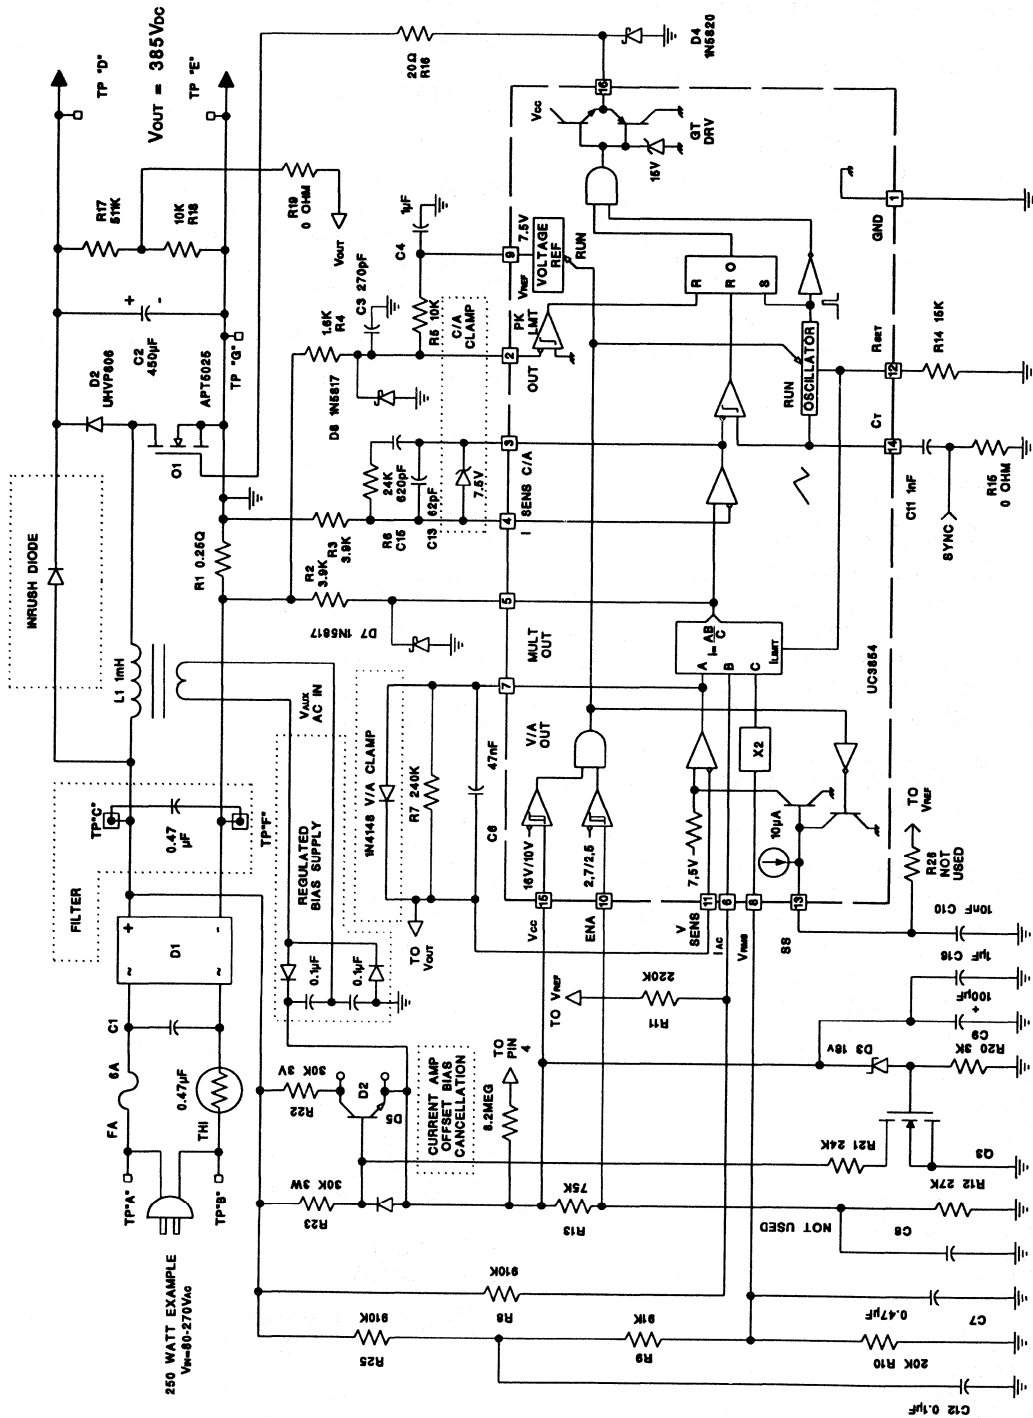 250 WATT EXAMPLE
VIN=80-270VAC
TP"A"
TP"B"
FA
6A
C1
THI
0.47µF
D1
+
-
~
~
FILTER
TP"C"
0.47
µF
TP"F"
INRUSH DIODE
L1 1mH
VAUX
AC IN
R1 0.25Ω
D2
UHVP806
APT5025
Q1
C2
450µF
+
-
TP "G"
R17
511K
10K
R18
TP "D"
VOUT = 385VDC
TP "E"
R19
0 OHM
VOUT
REGULATED
BIAS SUPPLY
0.1µF
0.1µF
1N4148 V/A CLAMP
R7 240K
47nF
C6
TO
VOUT
D7 1N5817
R2
3.9K
R3
3.9K
R6
24K
C15
620pF
C13
62pF
7.5V
C/A
CLAMP
D8 1N5817
1.6K
R4
C3 270pF
R5 10K
C4
1µF
20Ω
R16
D4
1N5820
R22
30K 3V
D2
D5
CURRENT AMP
OFFSET BIAS
CANCELLATION
R23
30K 3W
8.2MEG
TO
PIN
4
R13
75K
R11
220K
TO
VREF
R8
910K
R25
910K
R9
91K
R10
20K
C12 0.1µF
C7
0.47µF
C8
NOT USED
R12 27K
Q3
R21 24K
R20 3K
D3 18v
C9
100µF
+
1µF C16
10nF C10
R26
NOT
USED
TO
VREF
15
VCC
10
ENA
11
V
SENS
6
IAC
8
VRMS
13
SS
7
V/A
OUT
5
MULT
OUT
4
I SENS
3
C/A
OUT
2
PK
LMT
9
VREF
7.5V
VOLTAGE
REF
RUN
16
GT
DRV
VCC
15V
16V/10V
2,7/2,5
7,5V
10µA
X2
A
B
C
I=AB/C
ILIMIT
UC3854
R
R
S
Q
RUN
OSCILLATOR
14
CT
12
RSET
1
GND
C11 1nF
SYNC
R15
0 OHM
R14 15K